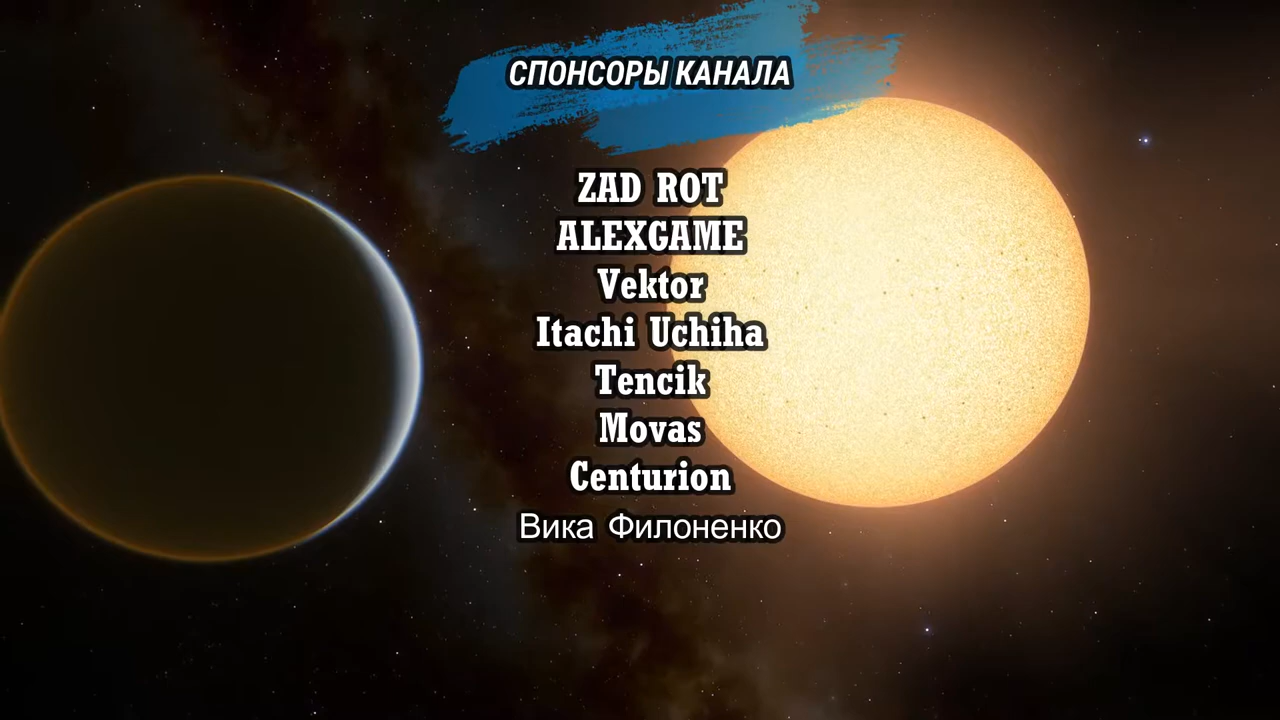 СПОНСОРЫ КАНАЛА
ZAD ROT
ALEXGAME
Vektor
Itachi Uchiha
Tencik
Movas
Centurion
Вика Филоненко